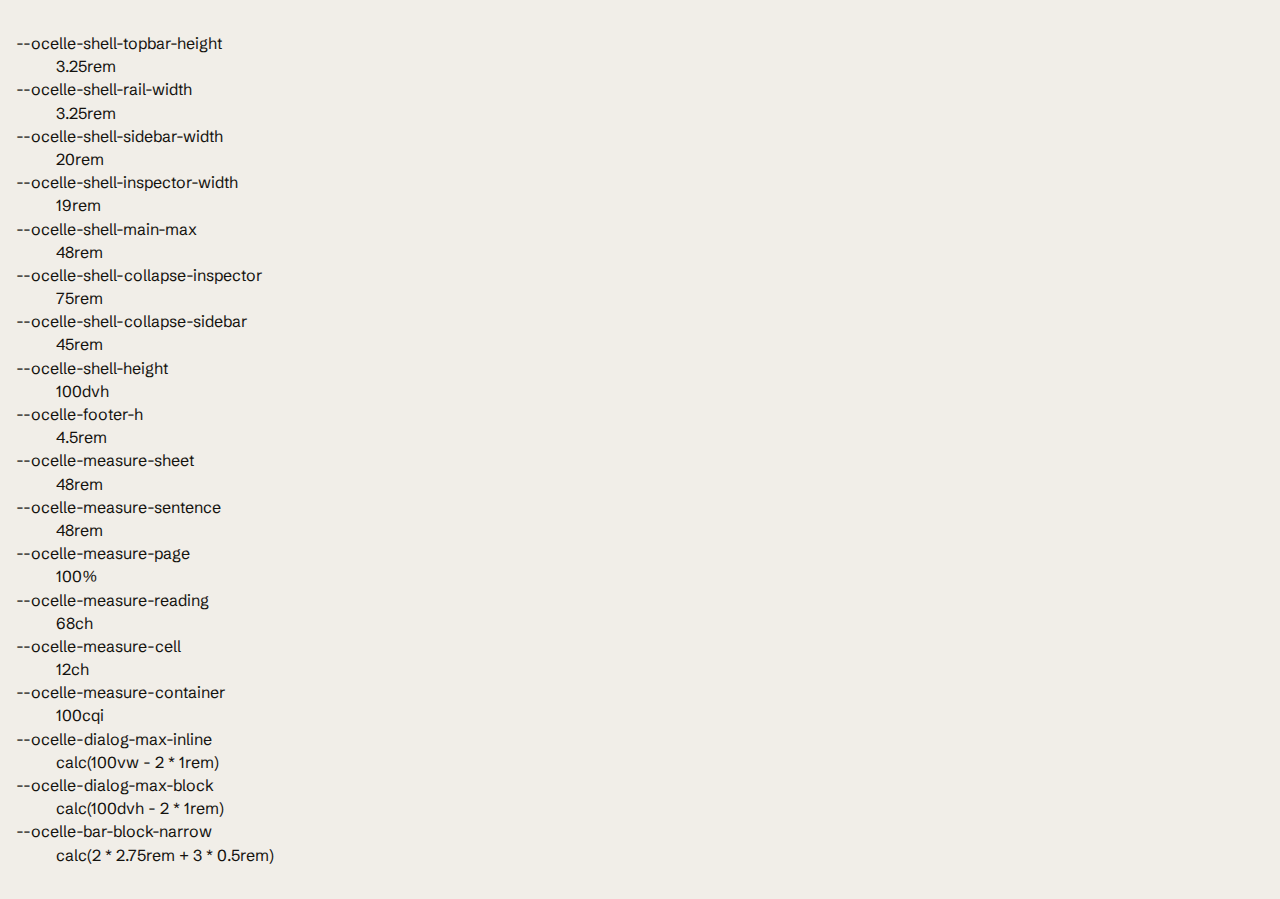 --ocelle-shell-topbar-height
3.25rem
--ocelle-shell-rail-width
3.25rem
--ocelle-shell-sidebar-width
20rem
--ocelle-shell-inspector-width
19rem
--ocelle-shell-main-max
48rem
--ocelle-shell-collapse-inspector
75rem
--ocelle-shell-collapse-sidebar
45rem
--ocelle-shell-height
100dvh
--ocelle-footer-h
4.5rem
--ocelle-measure-sheet
48rem
--ocelle-measure-sentence
48rem
--ocelle-measure-page
100%
--ocelle-measure-reading
68ch
--ocelle-measure-cell
12ch
--ocelle-measure-container
100cqi
--ocelle-dialog-max-inline
calc(100vw - 2 * 1rem)
--ocelle-dialog-max-block
calc(100dvh - 2 * 1rem)
--ocelle-bar-block-narrow
calc(2 * 2.75rem + 3 * 0.5rem)